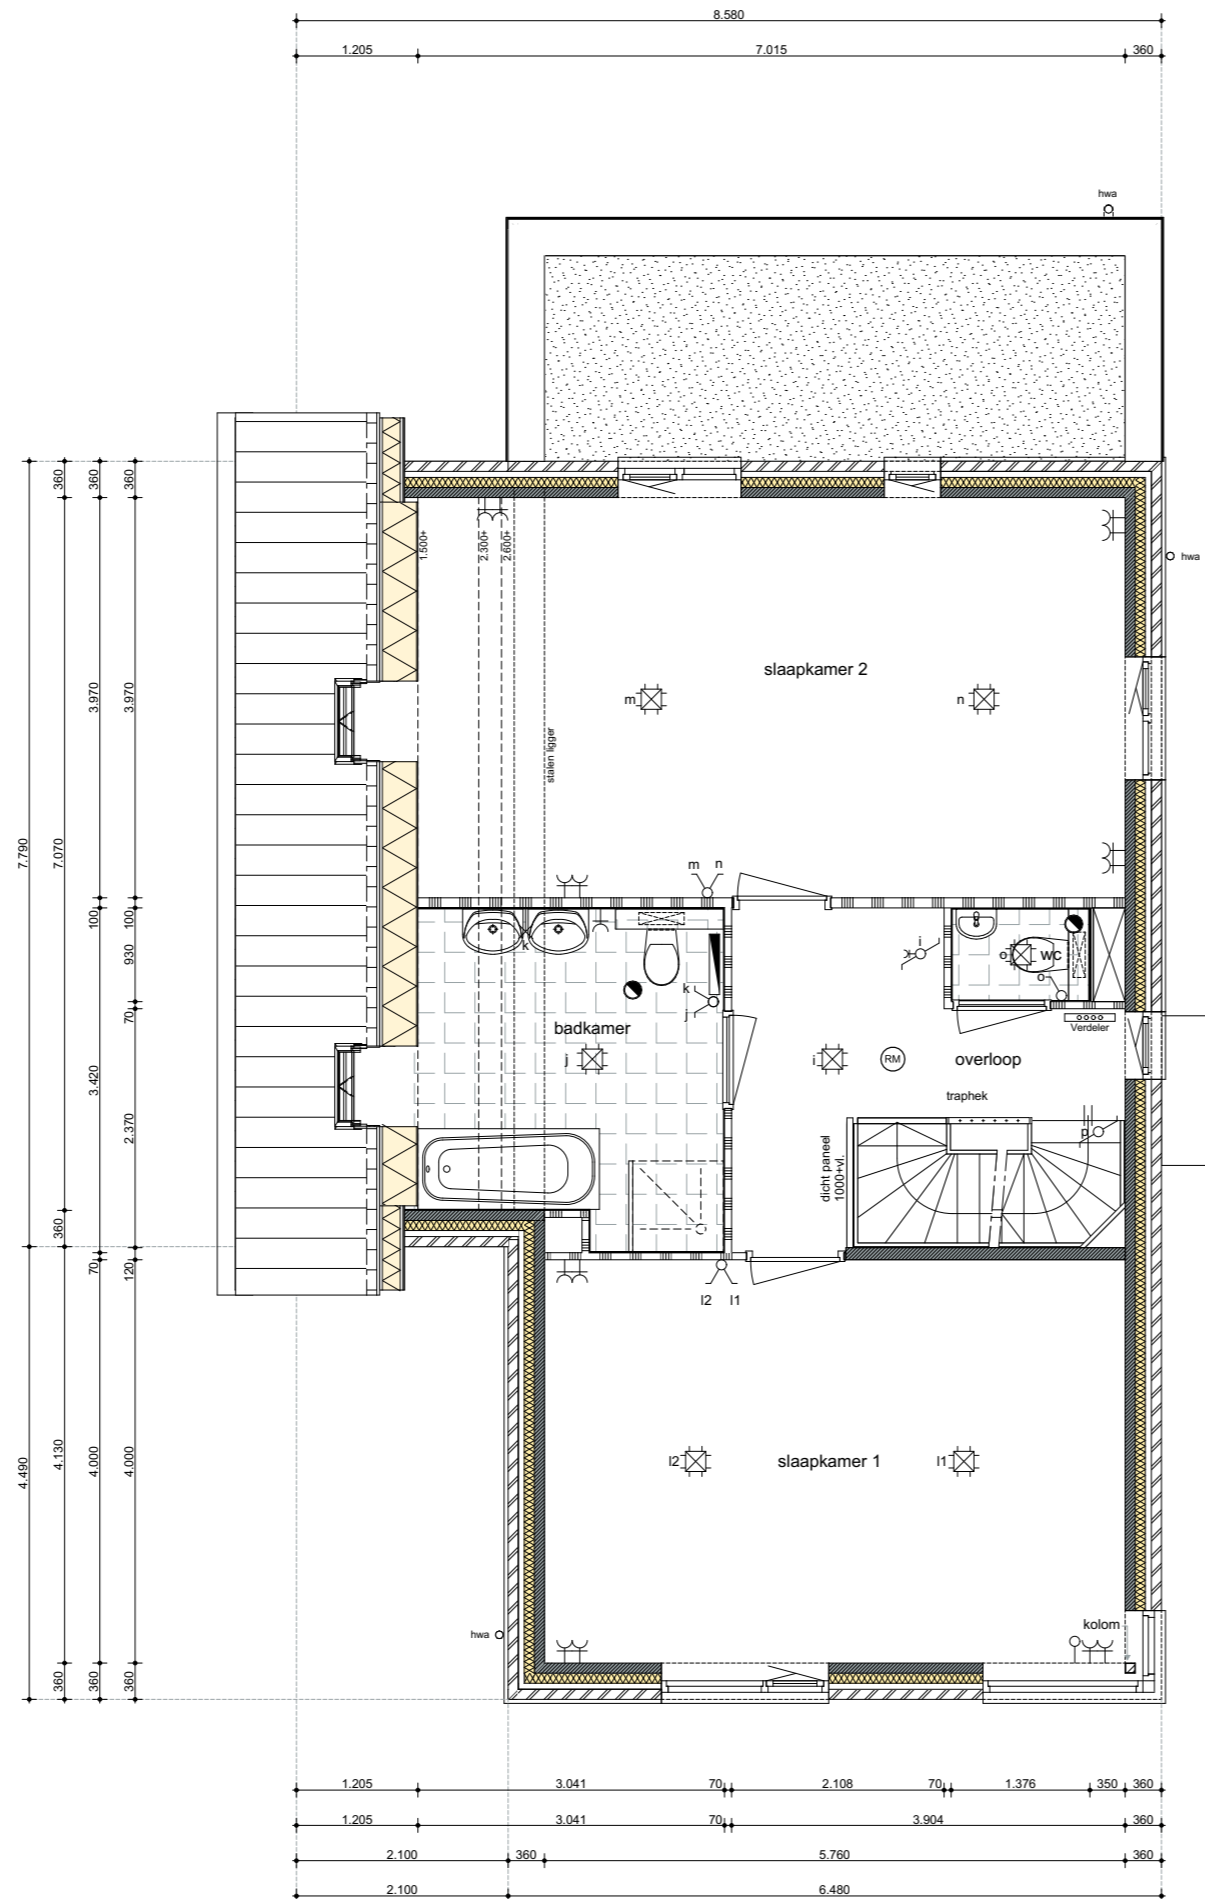 8.580
1.205 7.015 360
hwa
360 360 360
1.500+ 2.300+ 2.600+
hwa
slaapkamer 2
m n
3.970 3.970
stalen ligger
7.790 7.070
m n
100 100
930
k i k
o WC
o
k
j
70
Verdeler
badkamer
j i RM overloop
3.420
traphek
2.370
p
dicht paneel
1000+vl.
360
70 120
l2 l1
4.490 4.130 4.000 4.000
l2 slaapkamer 1 l1
hwa
kolom
360 360 360
1.205 3.041 70 2.108 70 1.376 350 360
1.205 3.041 70 3.904 360
2.100 360 5.760 360
2.100 6.480